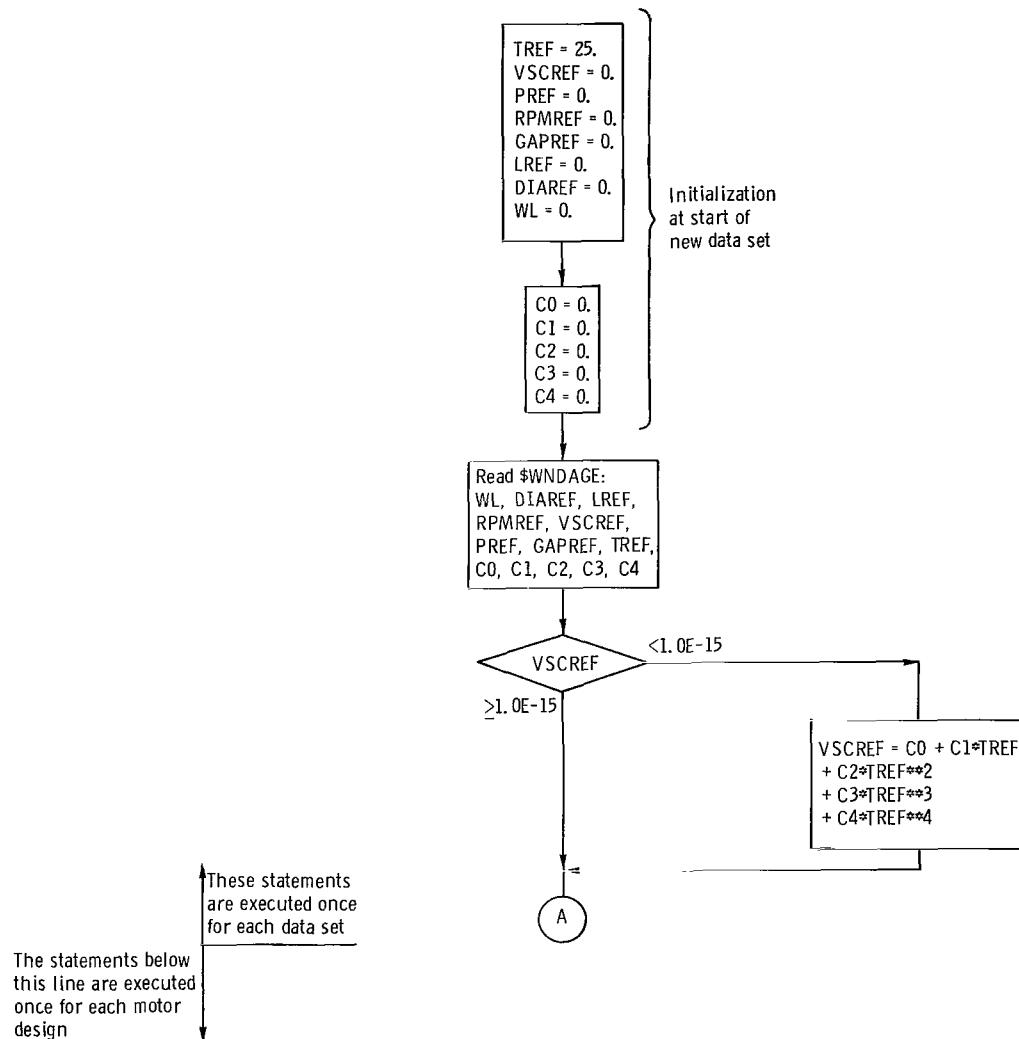 TREF = 25.
VSCREF = 0.
PREF = 0.
RPMREF = 0.
GAPREF = 0.
LREF = 0.
DIAREF = 0.
WL = 0.
Initialization
at start of
new data set
C0 = 0.
C1 = 0.
C2 = 0.
C3 = 0.
C4 = 0.
Read $WNDAGE:
WL, DIAREF, LREF,
RPMREF, VSCREF,
PREF, GAPREF, TREF,
C0, C1, C2, C3, C4
VSCREF
<1.0E-15
≥1.0E-15
VSCREF = C0 + C1*TREF
+ C2*TREF**2
+ C3*TREF**3
+ C4*TREF**4
A
These statements
are executed once
for each data set
The statements below
this line are executed
once for each motor
design